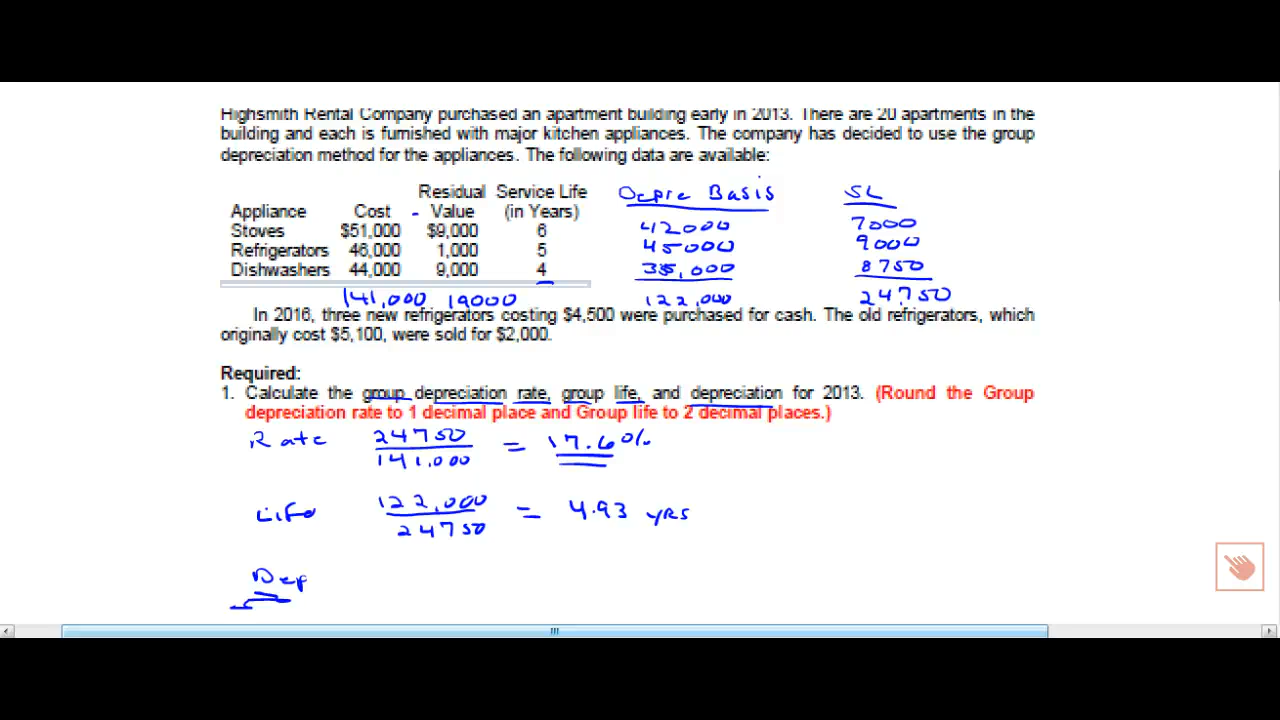 Highsmith Rental Company purchased an apartment building early in 2013. There are 20 apartments in the
building and each is furnished with major kitchen appliances. The company has decided to use the group
depreciation method for the appliances. The following data are available:
Residual Service Life Depre Basis SL
Appliance Cost - Value (in Years)
Stoves $51,000 $9,000 6 42000 7000
Refrigerators 46,000 1,000 5 45000 9000
Dishwashers 44,000 9,000 4 35,000 8750
141,000 19000 122,000 24,750
In 2016, three new refrigerators costing $4,500 were purchased for cash. The old refrigerators, which
originally cost $5,100, were sold for $2,000.
Required:
1. Calculate the group depreciation rate, group life, and depreciation for 2013. (Round the Group
depreciation rate to 1 decimal place and Group life to 2 decimal places.)
Rate 24750 = 17.6%
141,000
Life 122,000 = 4.93 yrs
24750
Dep